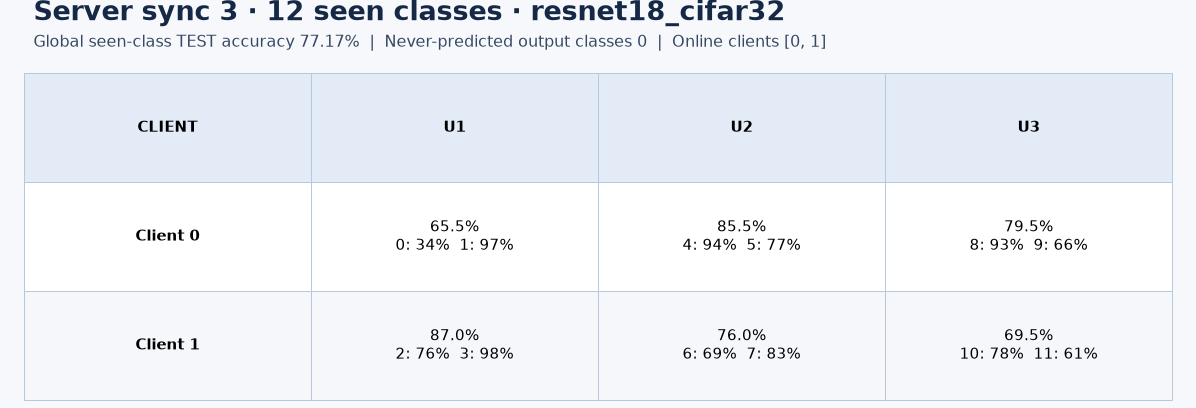 Server sync 3 · 12 seen classes · resnet18_cifar32
Global seen-class TEST accuracy 77.17% | Never-predicted output classes 0 | Online clients [0, 1]
CLIENT U1 U2 U3
Client 0
65.5%
0: 34% 1: 97%
85.5%
4: 94% 5: 77%
79.5%
8: 93% 9: 66%
Client 1
87.0%
2: 76% 3: 98%
76.0%
6: 69% 7: 83%
69.5%
10: 78% 11: 61%